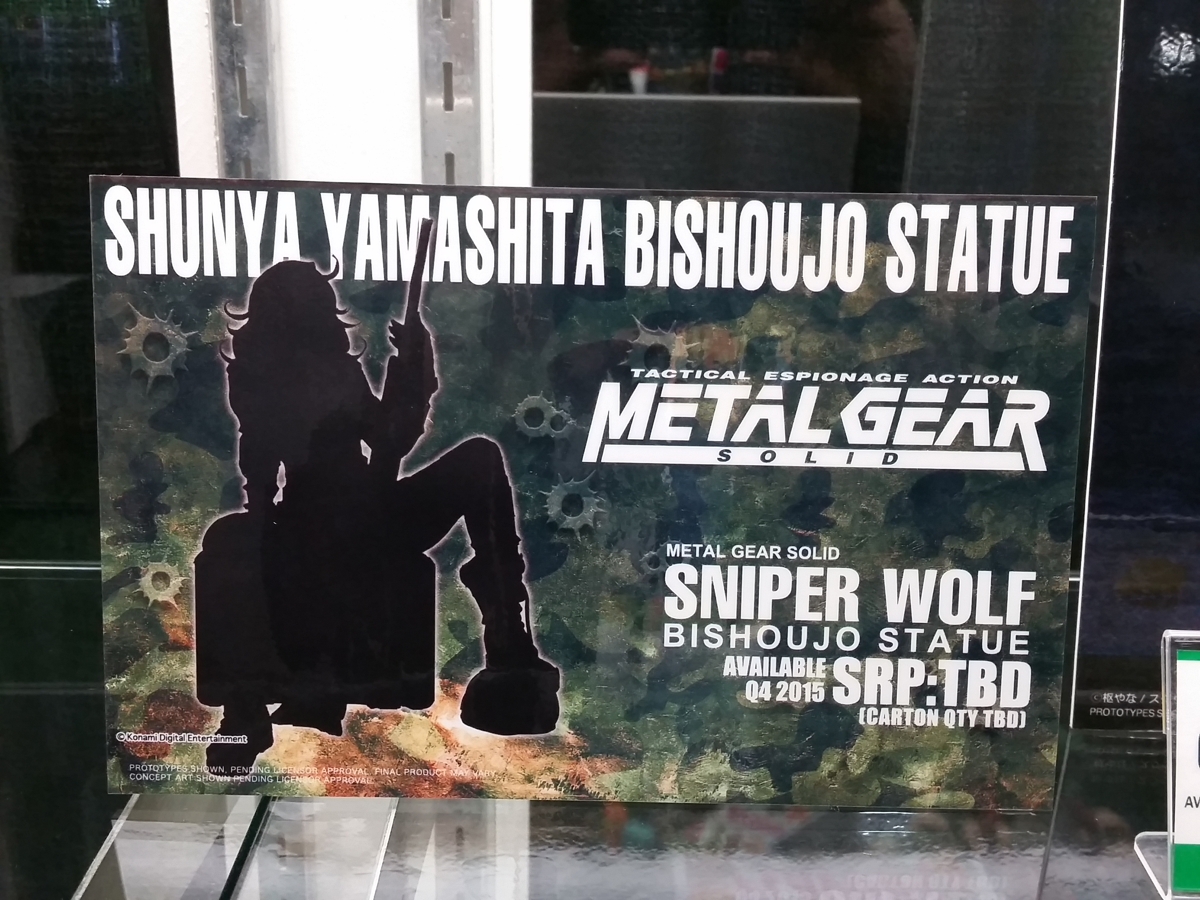 SHUNYA YAMASHITA BISHOUJO STATUE
TACTICAL ESPIONAGE ACTION
METAL GEAR
SOLID
METAL GEAR SOLID
SNIPER WOLF
BISHOUJO STATUE
AVAILABLE
Q4 2015
SRP:TBD
(CARTON QTY TBD)
© Konami Digital Entertainment
PROTOTYPES SHOWN, PENDING LICENSOR APPROVAL. FINAL PRODUCT MAY VARY.
CONCEPT ART SHOWN PENDING LICENSOR APPROVAL.
PROTOTYPES S
AV